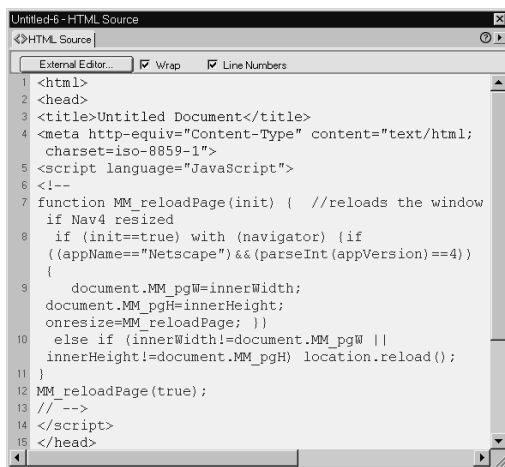 Untitled-6 - HTML Source
<>HTML Source
External Editor... Wrap Line Numbers
1 <html>
2 <head>
3 <title>Untitled Document</title>
4 <meta http-equiv="Content-Type" content="text/html;
charset=iso-8859-1">
5 <script language="JavaScript">
6 <!--
7 function MM_reloadPage(init) {  //reloads the window
if Nav4 resized
8 if (init==true) with (navigator) {if
((appName=="Netscape")&&(parseInt(appVersion)==4))
{
9 document.MM_pgW=innerWidth;
document.MM_pgH=innerHeight;
onresize=MM_reloadPage; }}
10 else if (innerWidth!=document.MM_pgW ||
innerHeight!=document.MM_pgH) location.reload();
11 }
12 MM_reloadPage(true);
13 // -->
14 </script>
15 </head>